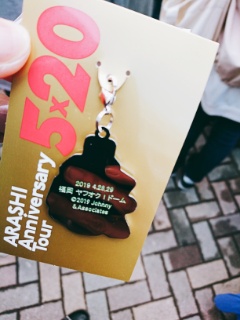 ARASHI
Anniversary
Tour
5×20
2019 4.28,29
福岡 ヤフオク!ドーム
©2019 Johnny
&Associates